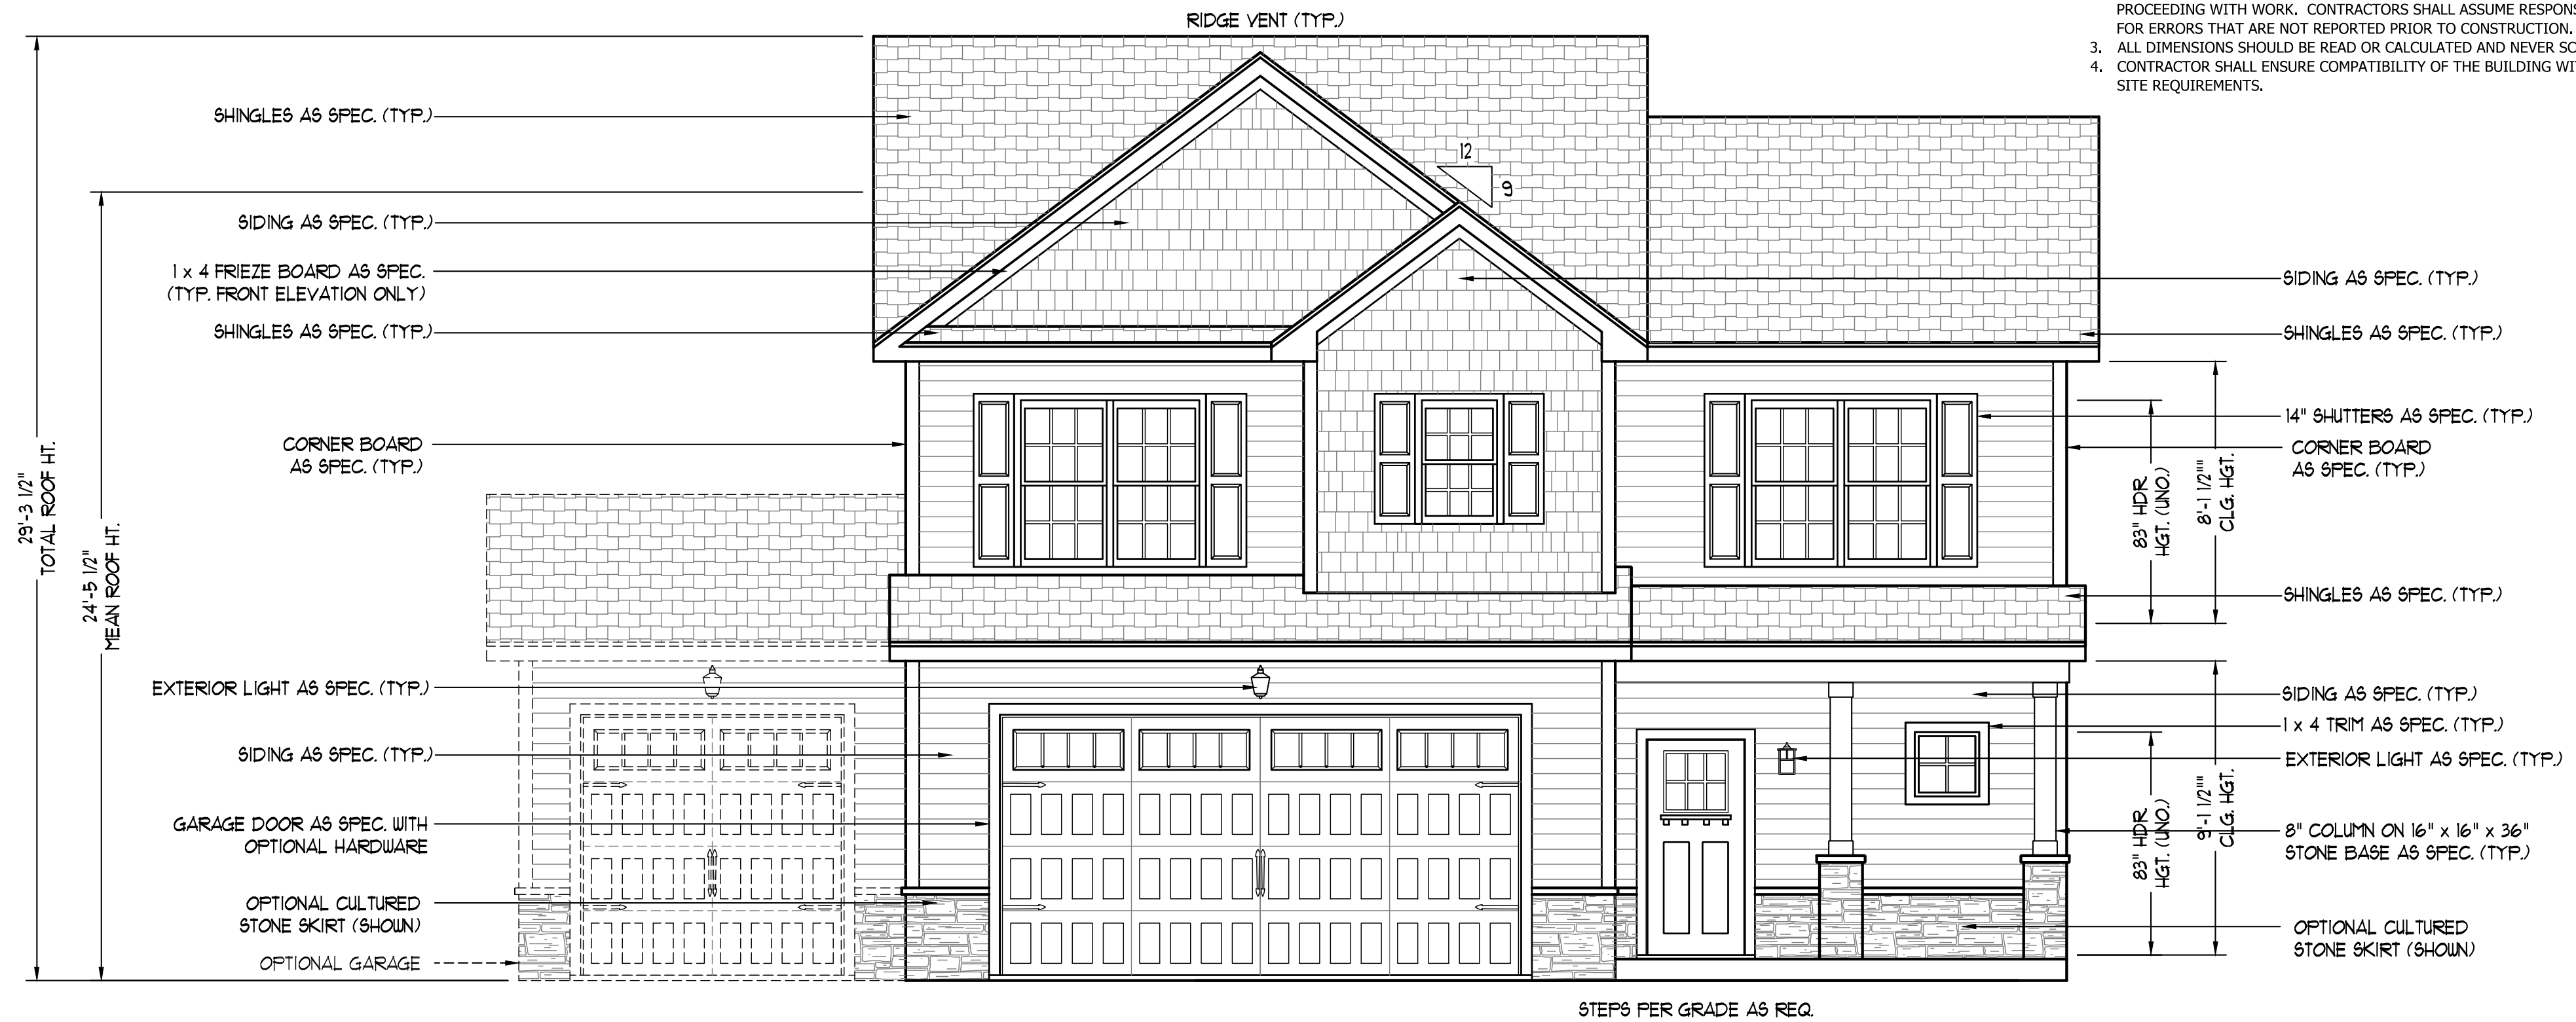 RIDGE VENT (TYP.)
PROCEEDING WITH WORK. CONTRACTORS SHALL ASSUME
FOR ERRORS THAT ARE NOT REPORTED PRIOR TO CONSTRUCTION.
3. ALL DIMENSIONS SHOULD BE READ OR CALCULATED AND NEVER
4. CONTRACTOR SHALL ENSURE COMPATIBILITY OF THE BUILDING
SITE REQUIREMENTS.
SHINGLES AS SPEC. (TYP.)
SIDING AS SPEC. (TYP.)
1 x 4 FRIEZE BOARD AS SPEC.
(TYP. FRONT ELEVATION ONLY)
SHINGLES AS SPEC. (TYP.)
CORNER BOARD
AS SPEC. (TYP.)
29'-3 1/2"
TOTAL ROOF HT.
24'-5 1/2"
MEAN ROOF HT.
EXTERIOR LIGHT AS SPEC. (TYP.)
SIDING AS SPEC. (TYP.)
GARAGE DOOR AS SPEC. WITH
OPTIONAL HARDWARE
OPTIONAL CULTURED
STONE SKIRT (SHOWN)
OPTIONAL GARAGE
12
9
SIDING AS SPEC. (TYP.)
SHINGLES AS SPEC. (TYP.)
14" SHUTTERS AS SPEC. (TYP.)
CORNER BOARD
AS SPEC. (TYP.)
83" HDR
HGT. (UNO.)
8'-1 1/2""
CLG. HGT.
SHINGLES AS SPEC. (TYP.)
SIDING AS SPEC. (TYP.)
1 x 4 TRIM AS SPEC. (TYP.)
EXTERIOR LIGHT AS SPEC. (TYP.)
83" HDR
HGT. (UNO.)
9'-1 1/2""
CLG. HGT.
8" COLUMN ON 16" x 16" x 36"
STONE BASE AS SPEC. (TYP.)
OPTIONAL CULTURED
STONE SKIRT (SHOWN)
STEPS PER GRADE AS REQ.